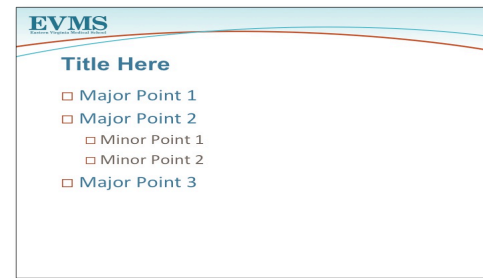 EVMS
Eastern Virginia Medical School
Title Here
Major Point 1
Major Point 2
Minor Point 1
Minor Point 2
Major Point 3